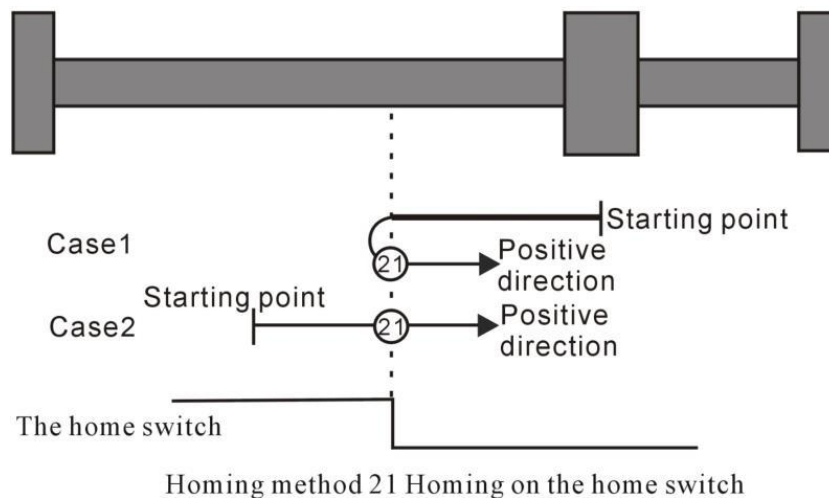 Starting point
Case1
21
Positive
direction
Starting point
Case2
21
Positive
direction
The home switch
Homing method 21 Homing on the home switch